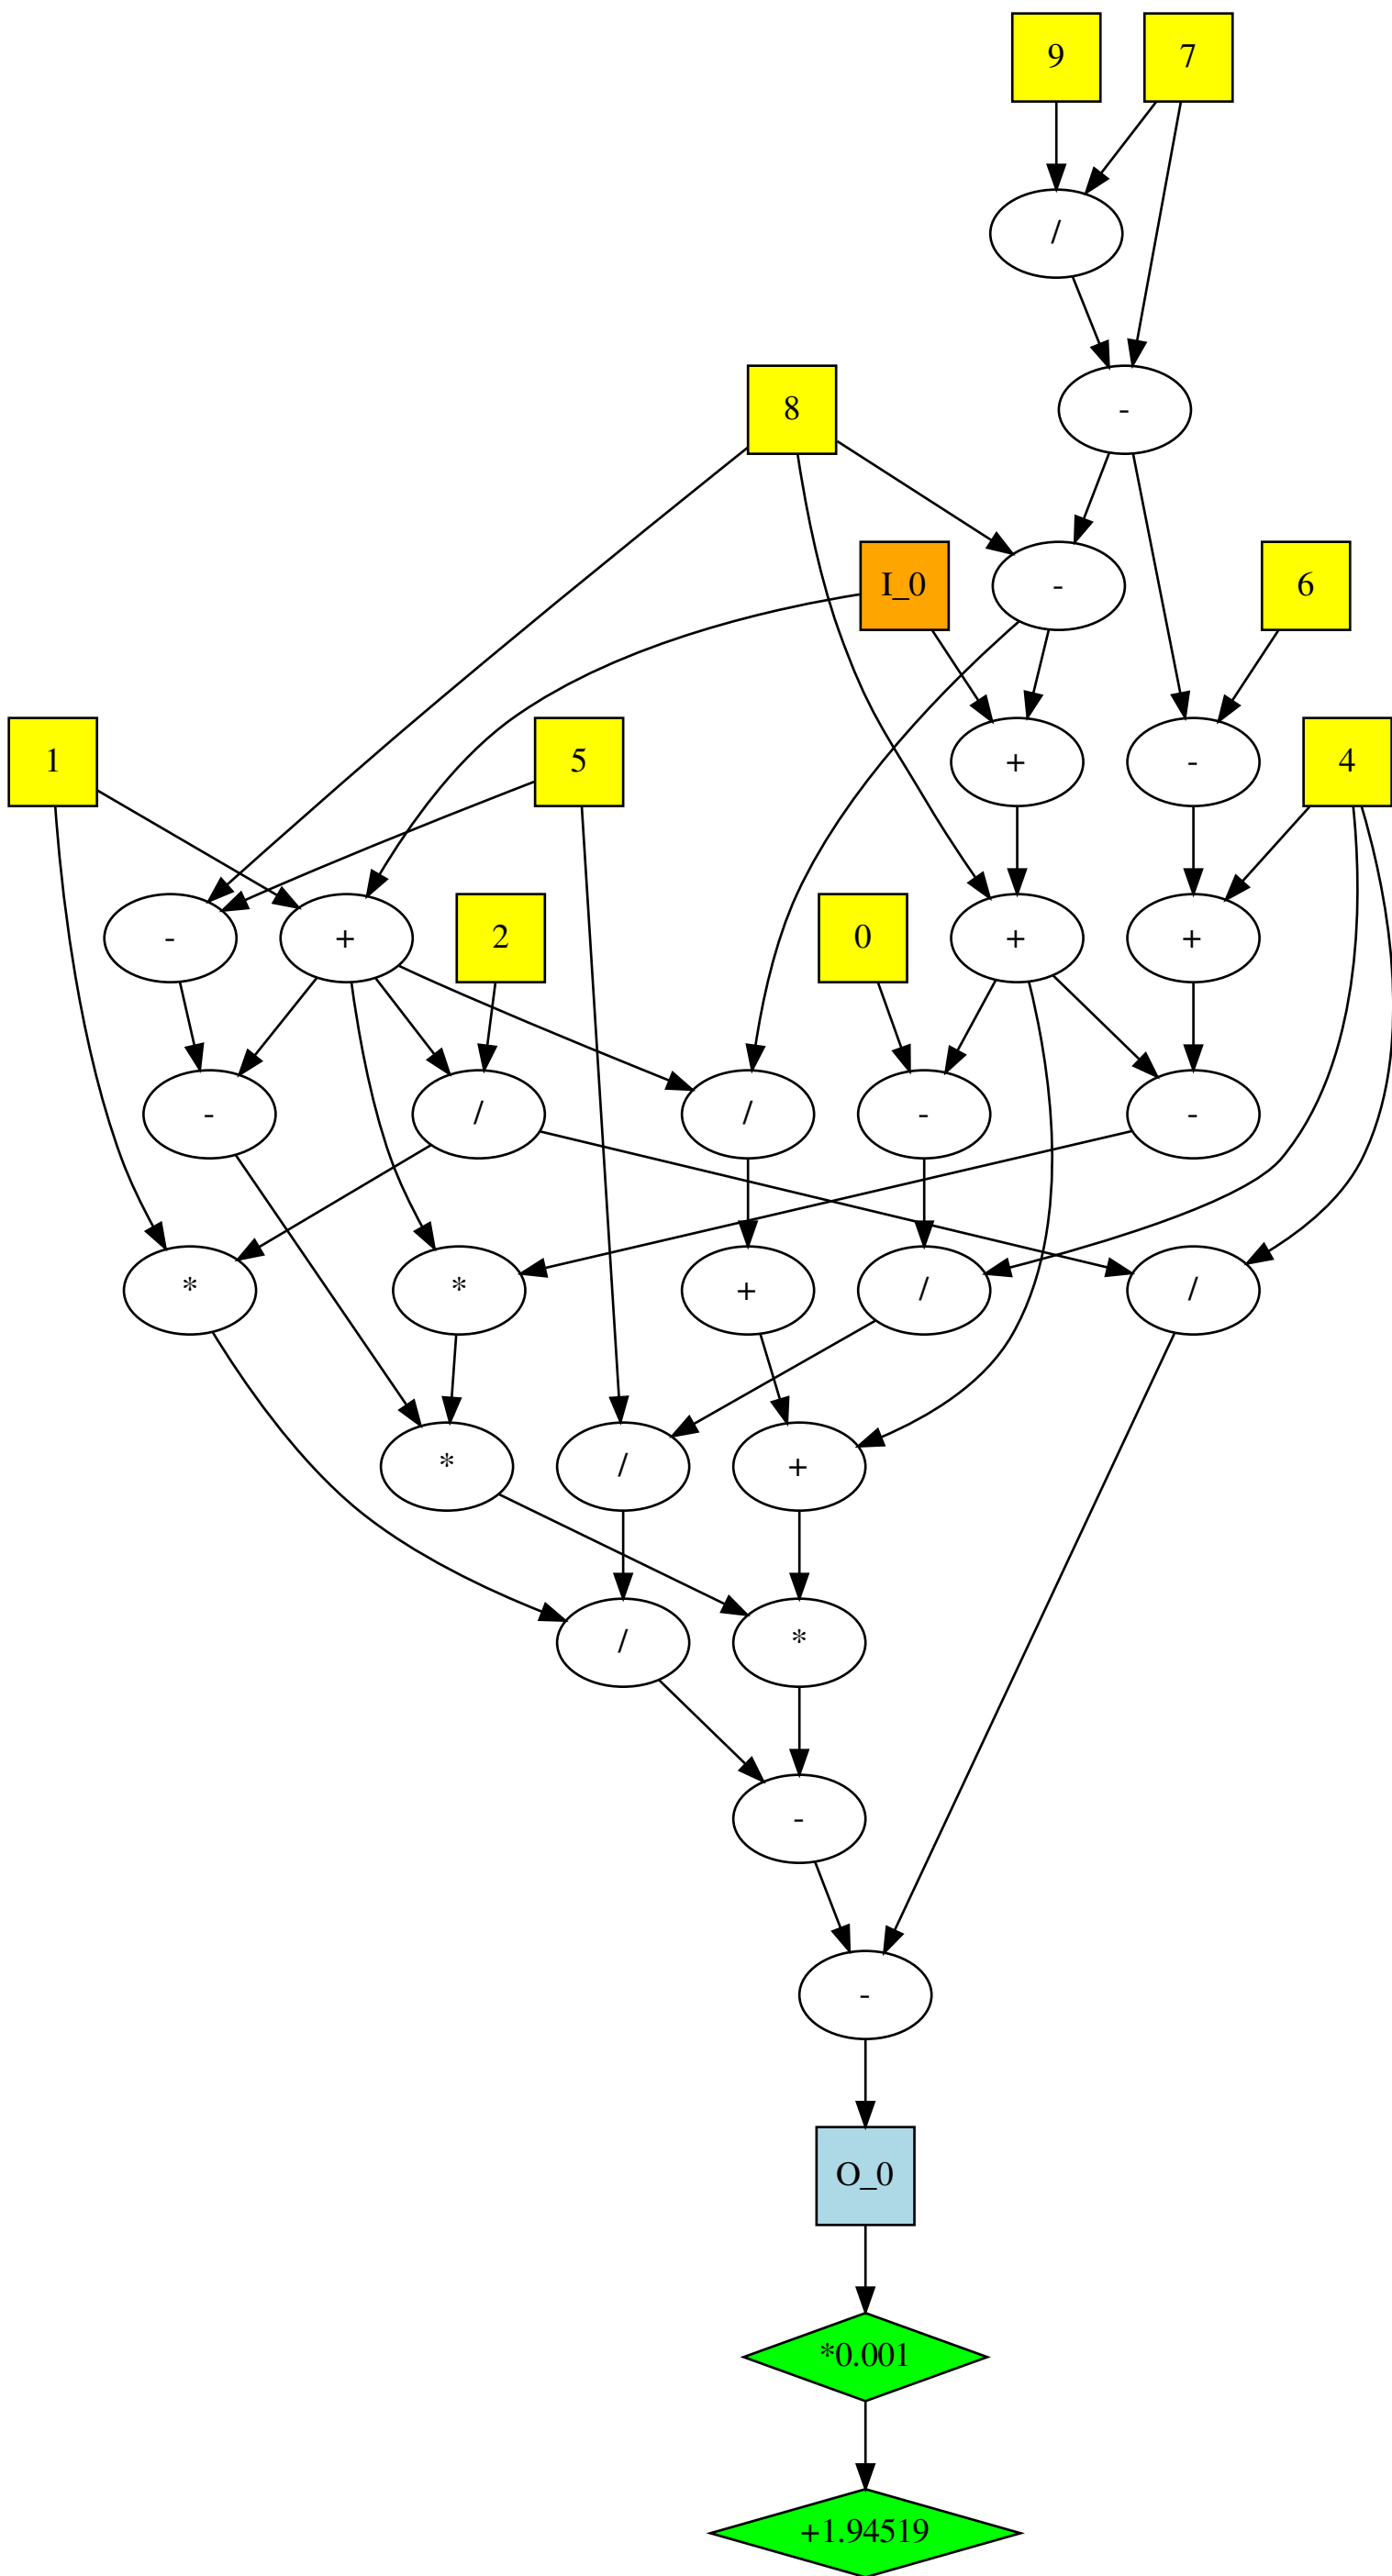 9 7
/
8 -
I_0 - 6
1 5 + - 4
- + 2 0 + +
- / / - -
* * + / /
* / +
/ *
-
-
O_0
*0.001
+1.94519